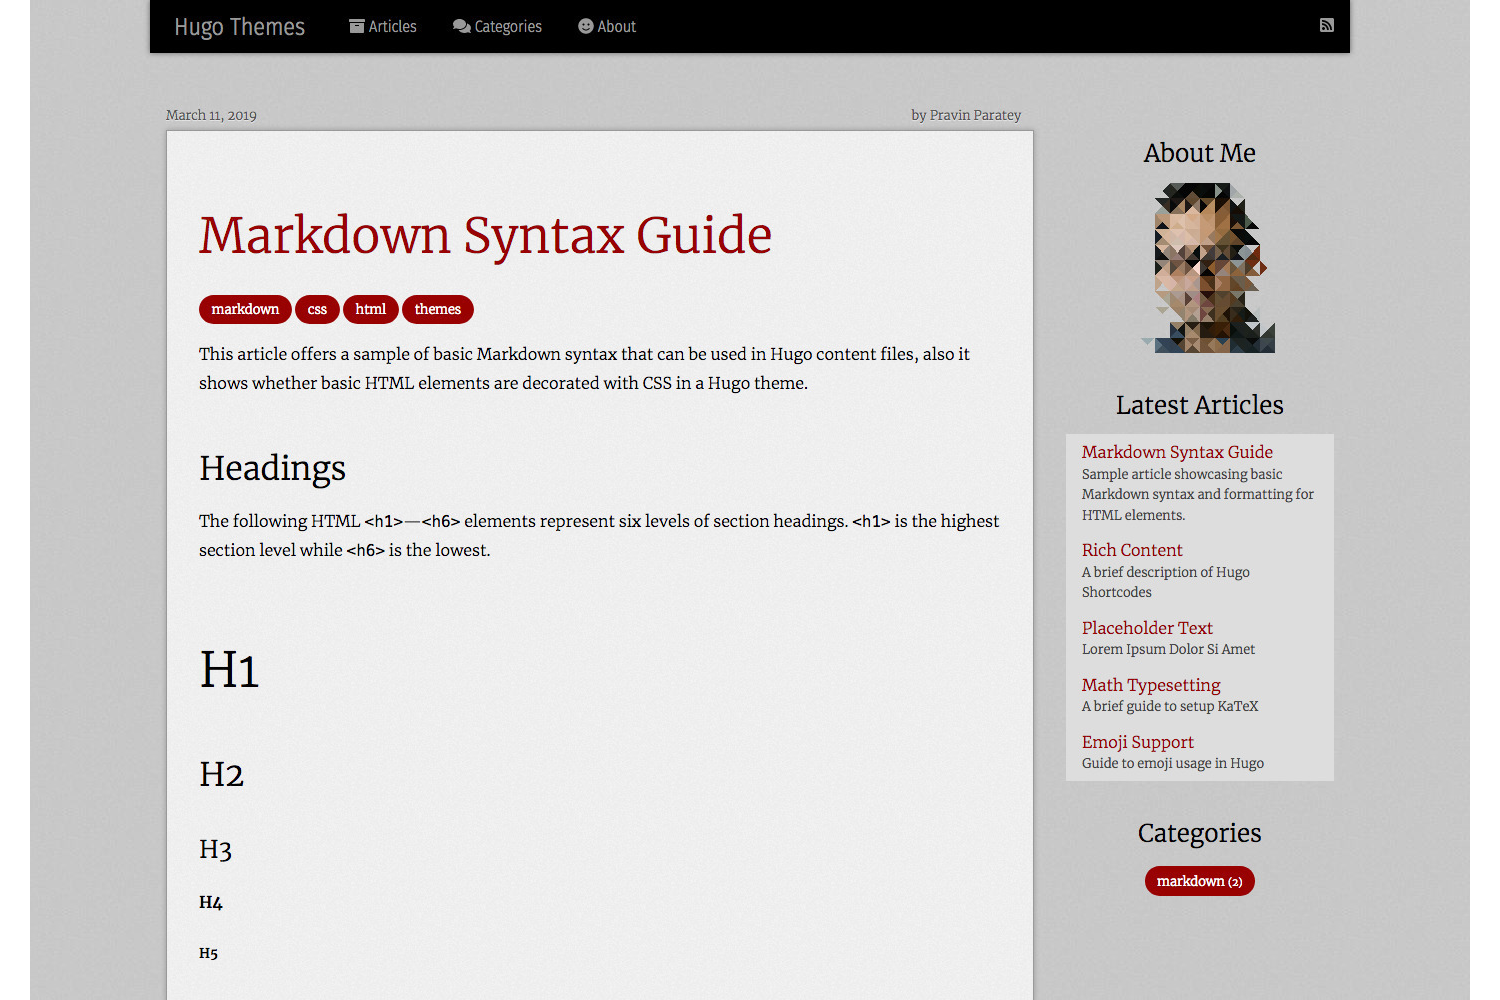 Hugo Themes Articles Categories About
March 11, 2019 by Pravin Paratey
Markdown Syntax Guide
markdown css html themes
This article offers a sample of basic Markdown syntax that can be used in Hugo content files, also it
shows whether basic HTML elements are decorated with CSS in a Hugo theme.
Headings
The following HTML <h1>—<h6> elements represent six levels of section headings. <h1> is the highest
section level while <h6> is the lowest.
H1
H2
H3
H4
H5
About Me
Latest Articles
Markdown Syntax Guide
Sample article showcasing basic
Markdown syntax and formatting for
HTML elements.
Rich Content
A brief description of Hugo
Shortcodes
Placeholder Text
Lorem Ipsum Dolor Si Amet
Math Typesetting
A brief guide to setup KaTeX
Emoji Support
Guide to emoji usage in Hugo
Categories
markdown (2)